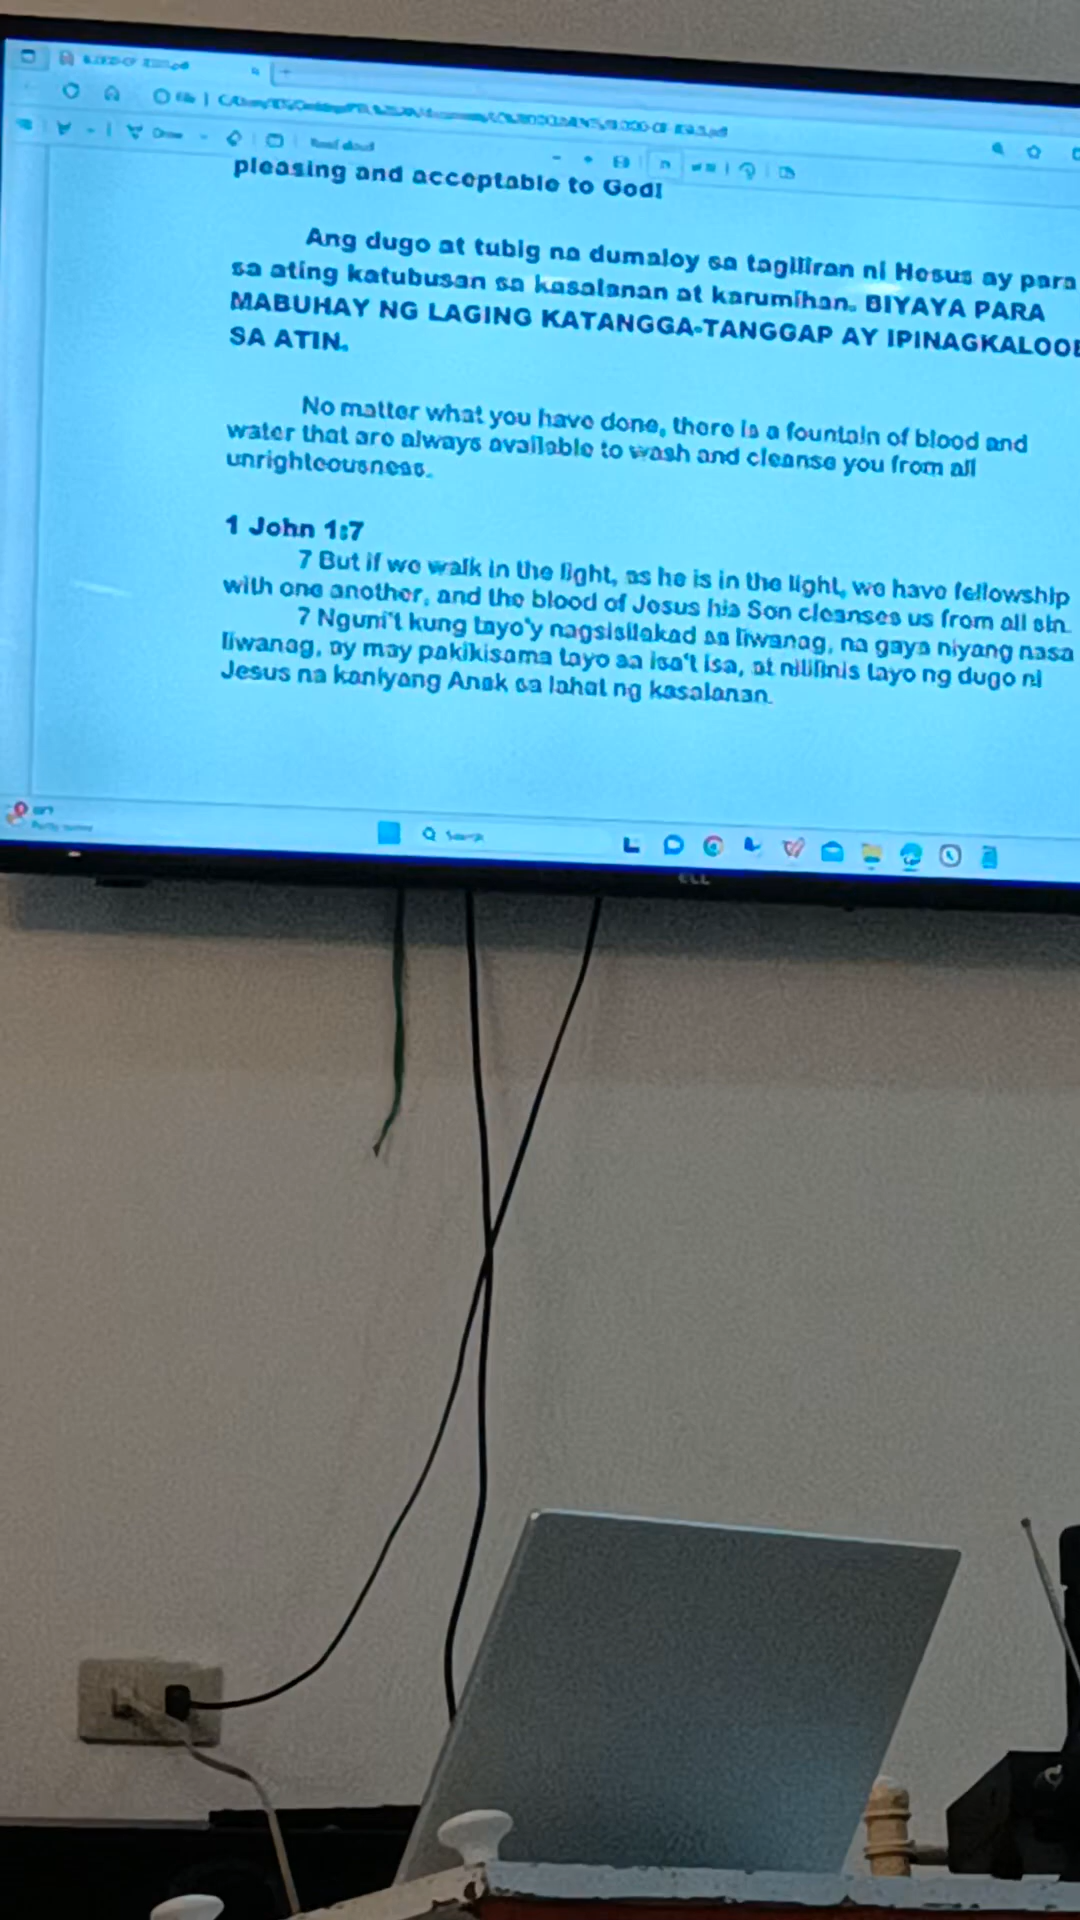 Read aloud
pleasing and acceptable to God!
Ang dugo at tubig na dumaloy sa tagiliran ni Hesus ay para
sa ating katubusan sa kasalanan at karumihan. BIYAYA PARA
MABUHAY NG LAGING KATANGGA-TANGGAP AY IPINAGKALOOB
SA ATIN.
No matter what you have done, there is a fountain of blood and
water that are always available to wash and cleanse you from all
unrighteousness.
1 John 1:7
7 But if we walk in the light, as he is in the light, we have fellowship
with one another, and the blood of Jesus his Son cleanses us from all sin.
7 Nguni't kung tayo'y nagsisilakad sa liwanag, na gaya niyang nasa
liwanag, ay may pakikisama tayo sa isa't isa, at nililinis tayo ng dugo ni
Jesus na kaniyang Anak sa lahat ng kasalanan.
Search